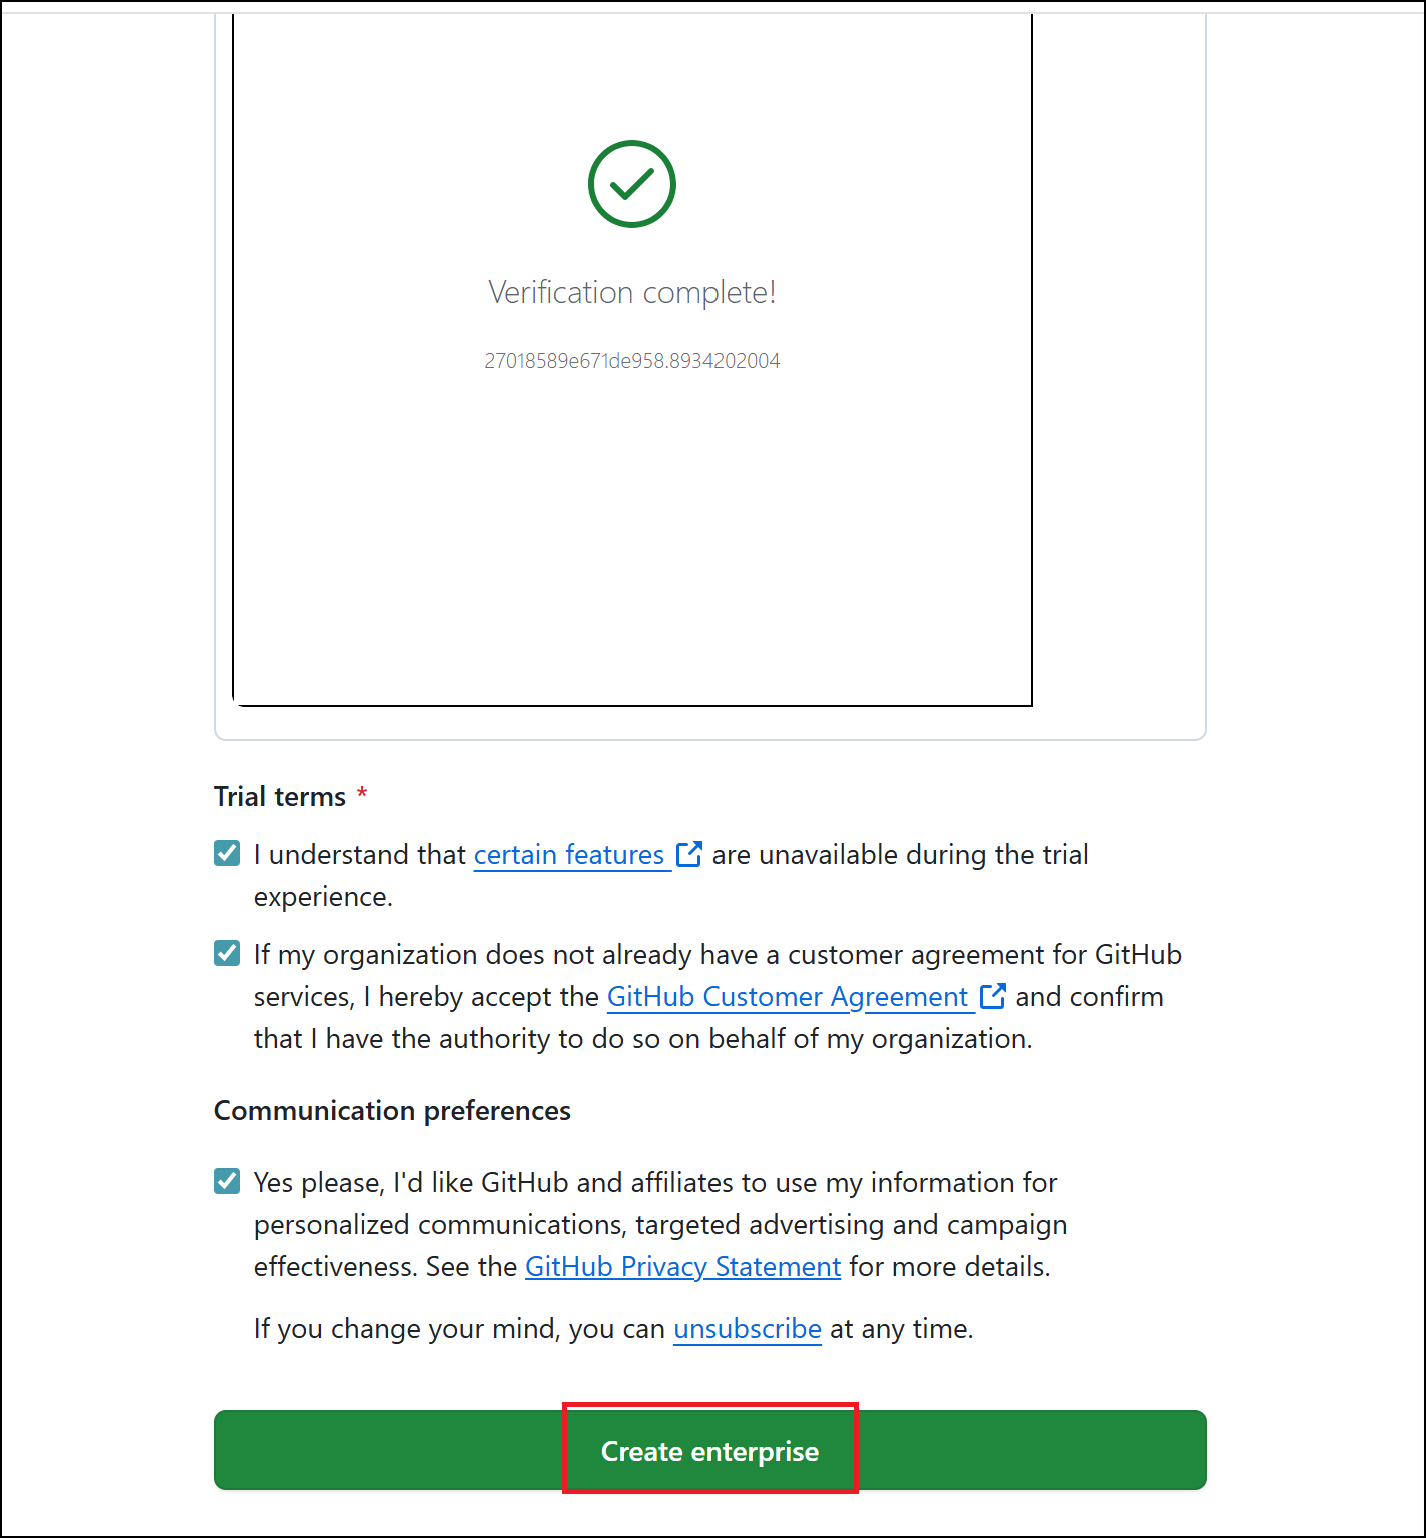 Verification complete!
27018589e671de958.8934202004
Trial terms *
I understand that certain features are unavailable during the trial
experience.
If my organization does not already have a customer agreement for GitHub
services, I hereby accept the GitHub Customer Agreement and confirm
that I have the authority to do so on behalf of my organization.
Communication preferences
Yes please, I'd like GitHub and affiliates to use my information for
personalized communications, targeted advertising and campaign
effectiveness. See the GitHub Privacy Statement for more details.
If you change your mind, you can unsubscribe at any time.
Create enterprise